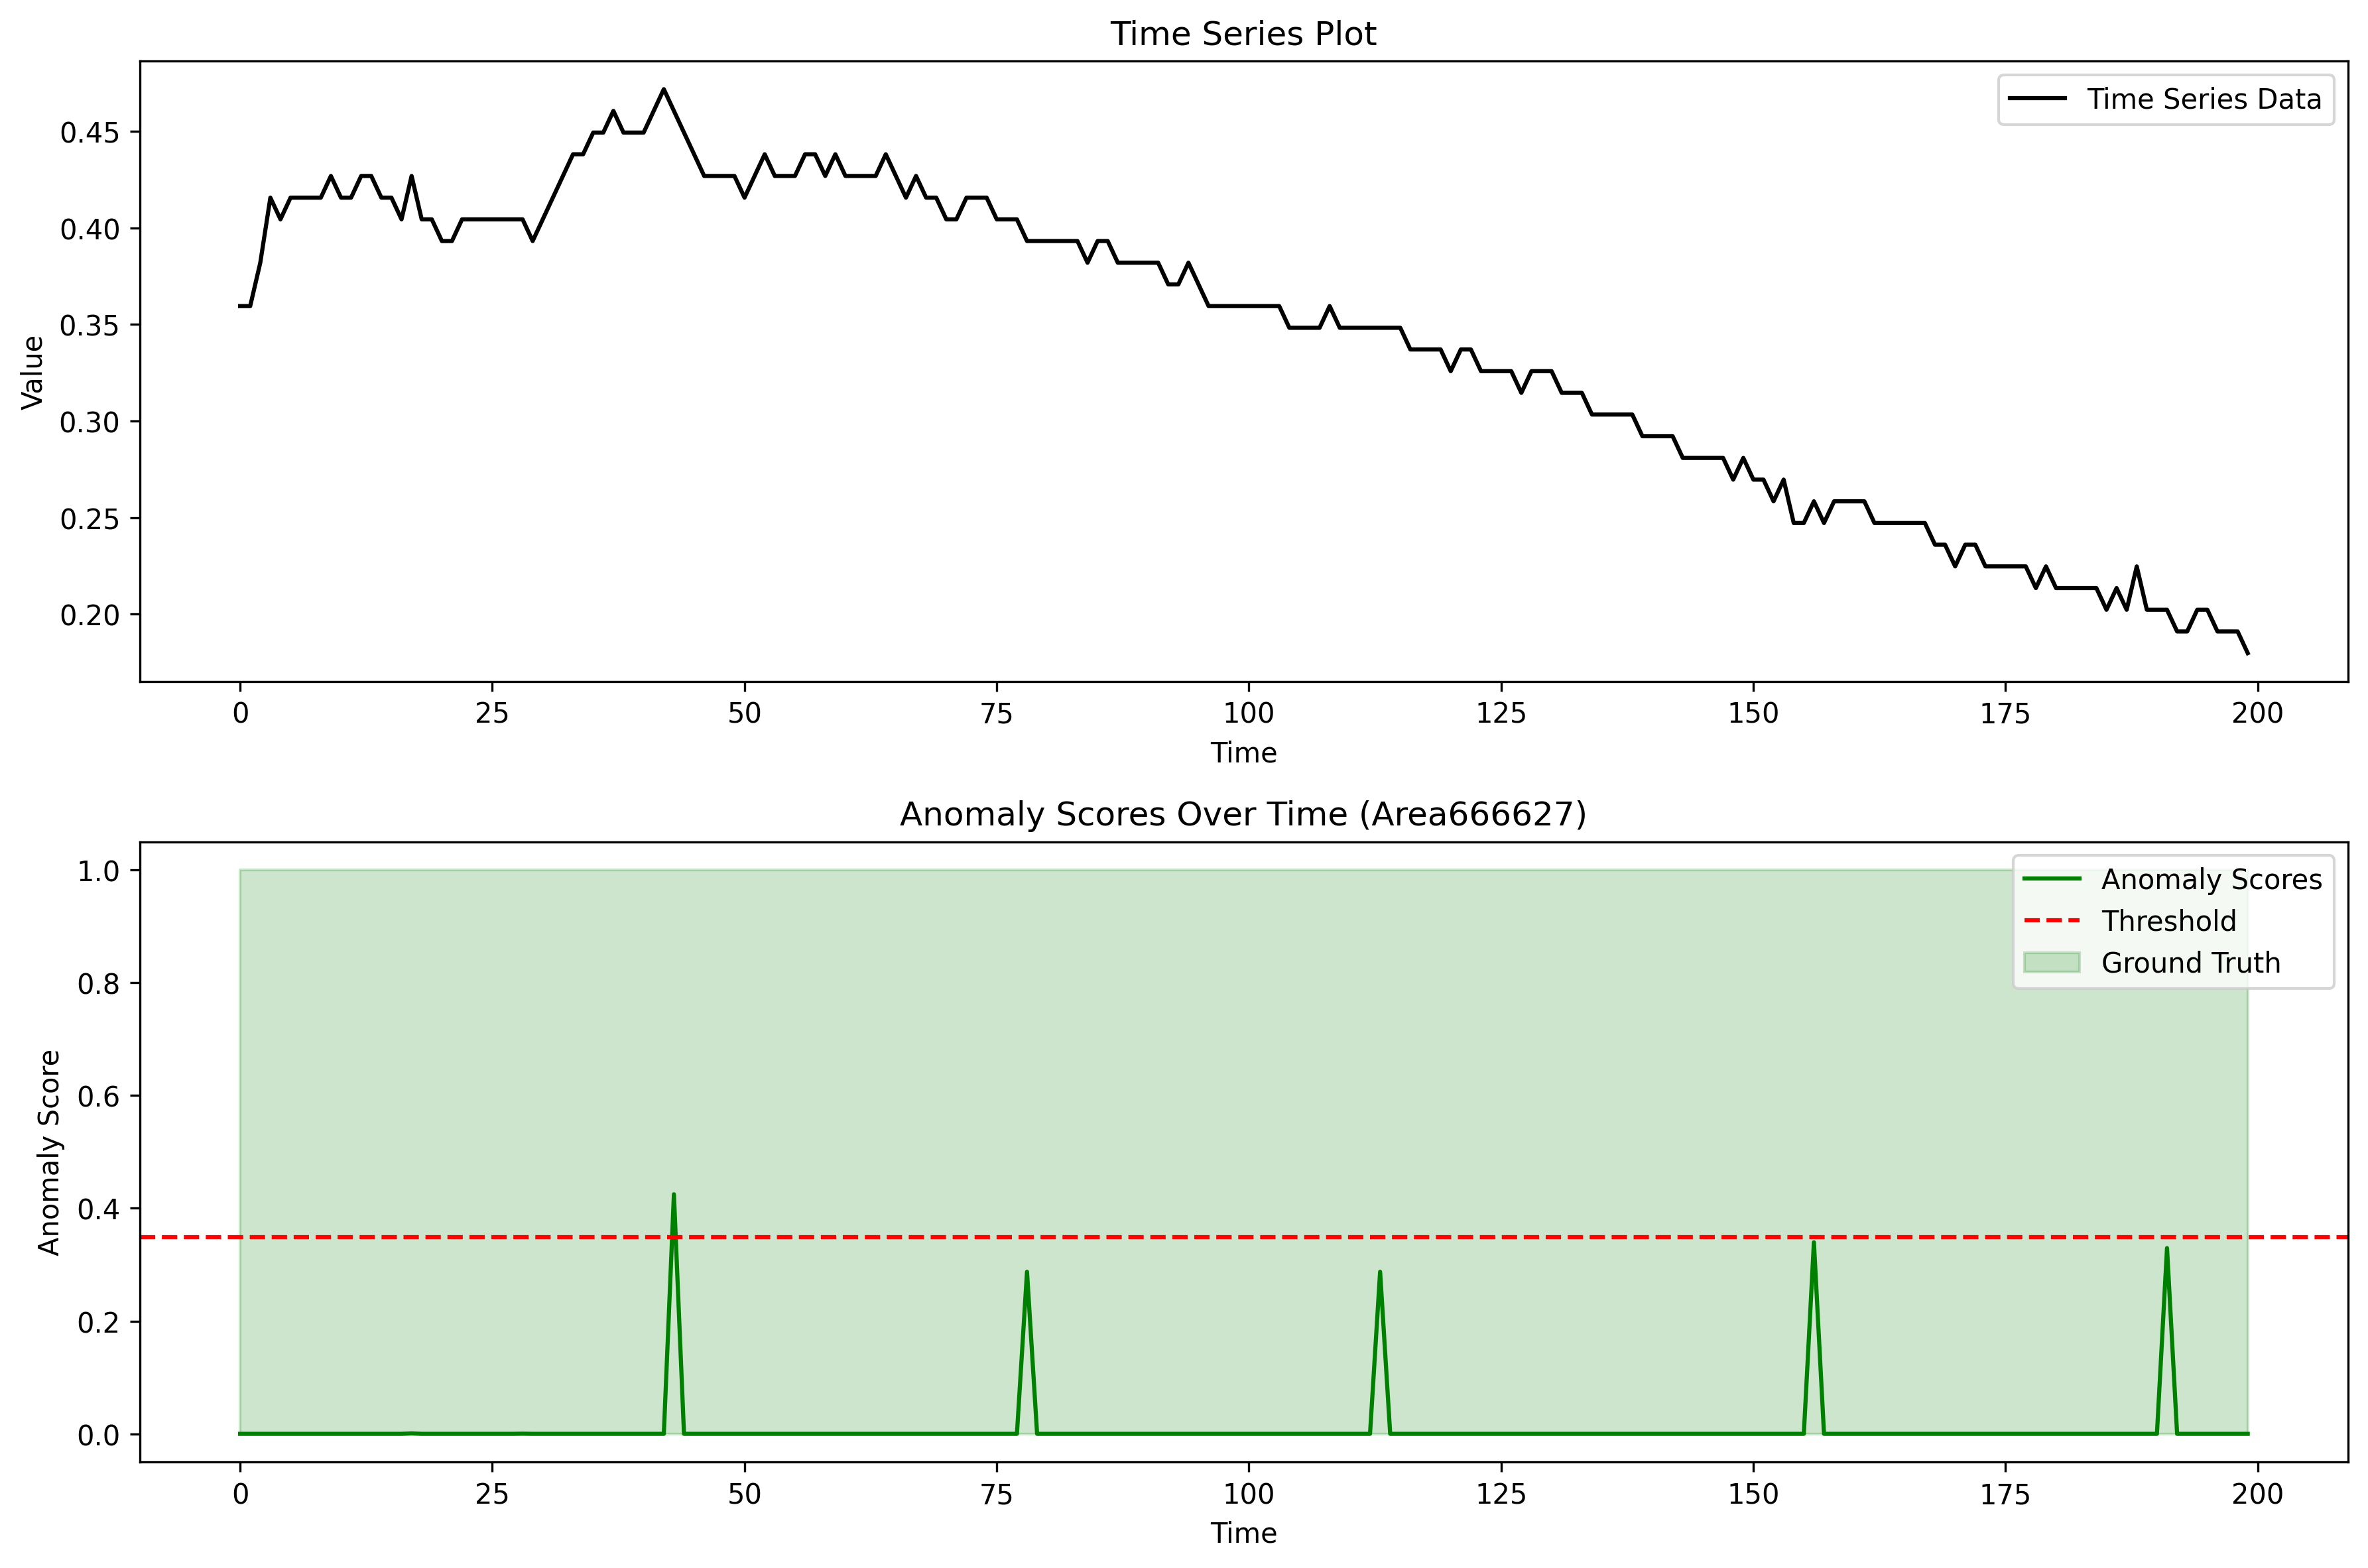 Time Series Plot
Time Series Data
Value
0.45
0.40
0.35
0.30
0.25
0.20
0 25 50 75 100 125 150 175 200
Time
Anomaly Scores Over Time (Area666627)
Anomaly Scores
Threshold
Ground Truth
Anomaly Score
1.0
0.8
0.6
0.4
0.2
0.0
0 25 50 75 100 125 150 175 200
Time